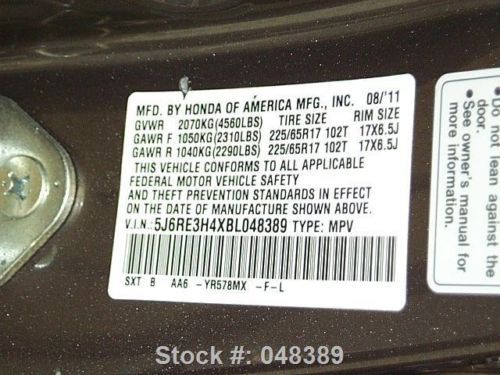 MFD. BY HONDA OF AMERICA MFG., INC. 08/'11
GVWR 2070KG(4560LBS) TIRE SIZE RIM SIZE
GAWR F 1050KG(2310LBS) 225/65R17 102T 17X6.5J
GAWR R 1040KG(2290LBS) 225/65R17 102T 17X6.5J
THIS VEHICLE CONFORMS TO ALL APPLICABLE
FEDERAL MOTOR VEHICLE SAFETY
AND THEFT PREVENTION STANDARDS IN EFFECT
ON THE DATE OF MANUFACTURE SHOWN ABOVE.
V.I.N.: 5J6RE3H4XBL048389 TYPE: MPV
SXT B AA6 -YR578MX -F-L
Do not lean
door.
See owner's manual for
more information.
Stock #: 048389